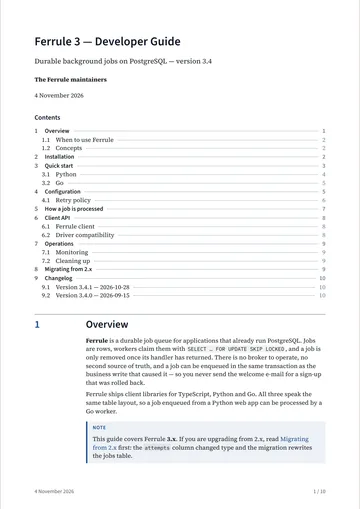 Ferrule 3 — Developer Guide
Durable background jobs on PostgreSQL — version 3.4
The Ferrule maintainers
4 November 2026
Contents
1 Overview 1
1.1 When to use Ferrule 2
1.2 Concepts 2
2 Installation 2
3 Quick start 3
3.1 Python 4
3.2 Go 5
4 Configuration 5
4.1 Retry policy 6
5 How a job is processed 7
6 Client API 8
6.1 Ferrule client 8
6.2 Driver compatibility 8
7 Operations 9
7.1 Monitoring 9
7.2 Cleaning up 9
8 Migrating from 2.x 9
9 Changelog 10
9.1 Version 3.4.1 — 2026-10-28 10
9.2 Version 3.4.0 — 2026-09-15 10
1 Overview
Ferrule is a durable job queue for applications that already run PostgreSQL. Jobs
are rows, workers claim them with SELECT … FOR UPDATE SKIP LOCKED, and a job is
only removed once its handler has returned. There is no broker to operate, no
second source of truth, and a job can be enqueued in the same transaction as the
business write that caused it — so you never send the welcome e-mail for a sign-up
that was rolled back.
Ferrule ships client libraries for TypeScript, Python and Go. All three speak the
same table layout, so a job enqueued from a Python web app can be processed by a
Go worker.
NOTE
This guide covers Ferrule 3.x. If you are upgrading from 2.x, read Migrating
from 2.x first: the attempts column changed type and the migration rewrites
the jobs table.
4 November 2026
1 / 10